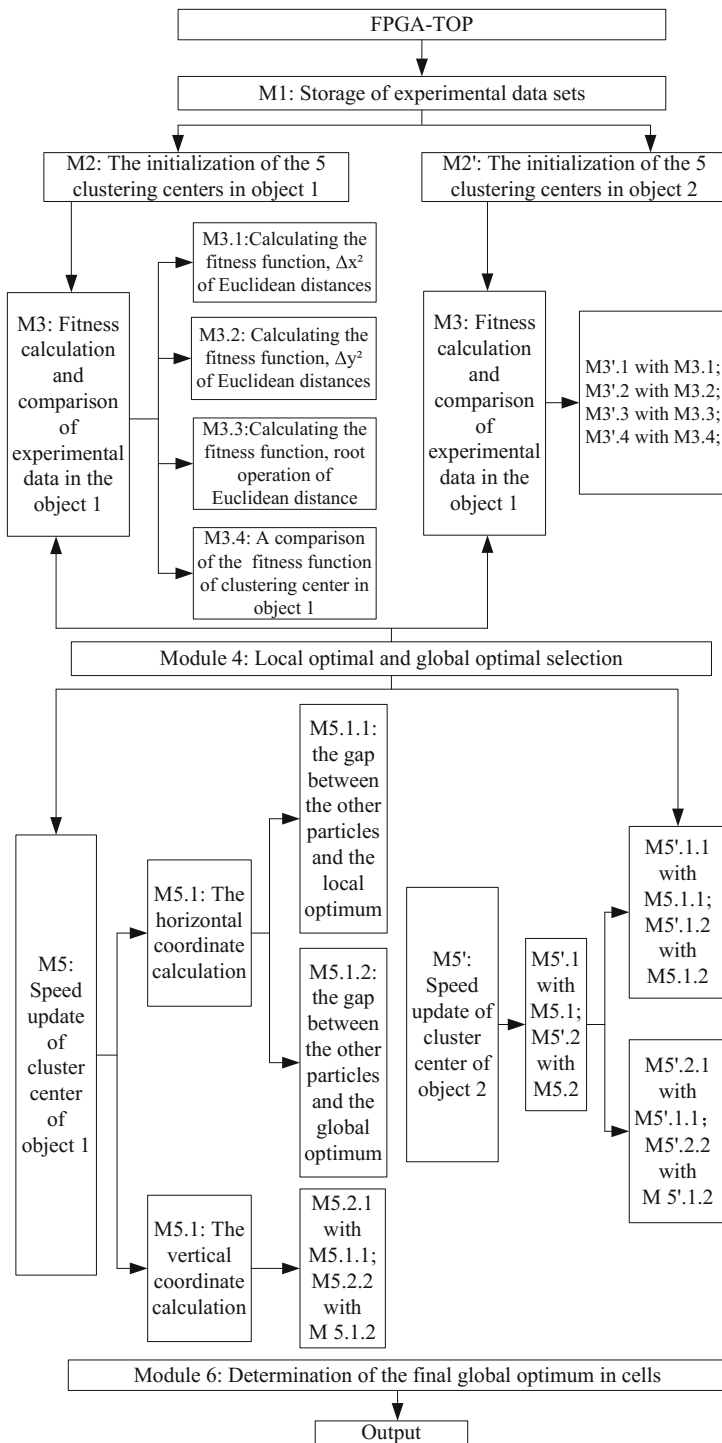 FPGA-TOP
M1: Storage of experimental data sets
M2: The initialization of the 5
clustering centers in object 1
M2': The initialization of the 5
clustering centers in object 2
M3: Fitness
calculation
and
comparison
of
experimental
data in the
object 1
M3.1:Calculating the
fitness function, Δx²
of Euclidean distances
M3.2: Calculating the
fitness function, Δy²
of Euclidean distances
M3.3:Calculating the
fitness function, root
operation of
Euclidean distance
M3.4: A comparison
of the fitness function
of clustering center in
object 1
M3: Fitness
calculation
and
comparison
of
experimental
data in the
object 1
M3'.1 with M3.1;
M3'.2 with M3.2;
M3'.3 with M3.3;
M3'.4 with M3.4;
Module 4: Local optimal and global optimal selection
M5:
Speed
update
of
cluster
center
of
object 1
M5.1: The
horizontal
coordinate
calculation
M5.1.1:
the gap
between
the other
particles
and the
local
optimum
M5.1.2:
the gap
between
the other
particles
and the
global
optimum
M5.1: The
vertical
coordinate
calculation
M5.2.1
with
M5.1.1;
M5.2.2
with
M 5.1.2
M5':
Speed
update of
cluster
center of
object 2
M5'.1
with
M5.1;
M5'.2
with
M5.2
M5'.1.1
with
M5.1.1;
M5'.1.2
with
M5.1.2
M5'.2.1
with
M5'.1.1;
M5'.2.2
with
M 5'.1.2
Module 6: Determination of the final global optimum in cells
Output